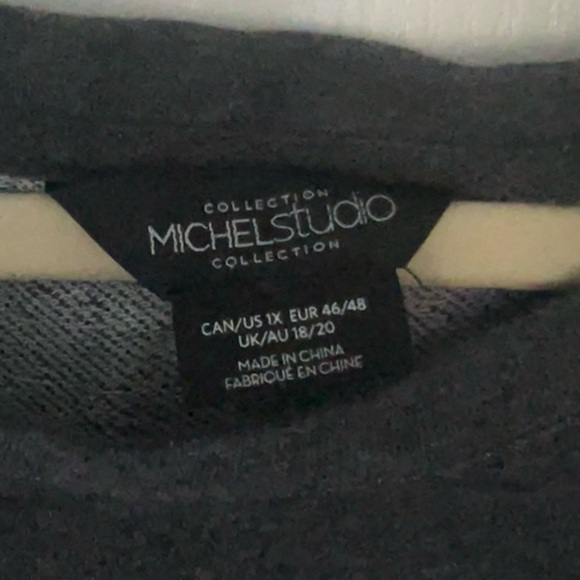 COLLECTION
MICHELstudio
COLLECTION
CAN/US 1X EUR 46/48
UK/AU 18/20
MADE IN CHINA
FABRIQUÉ EN CHINE